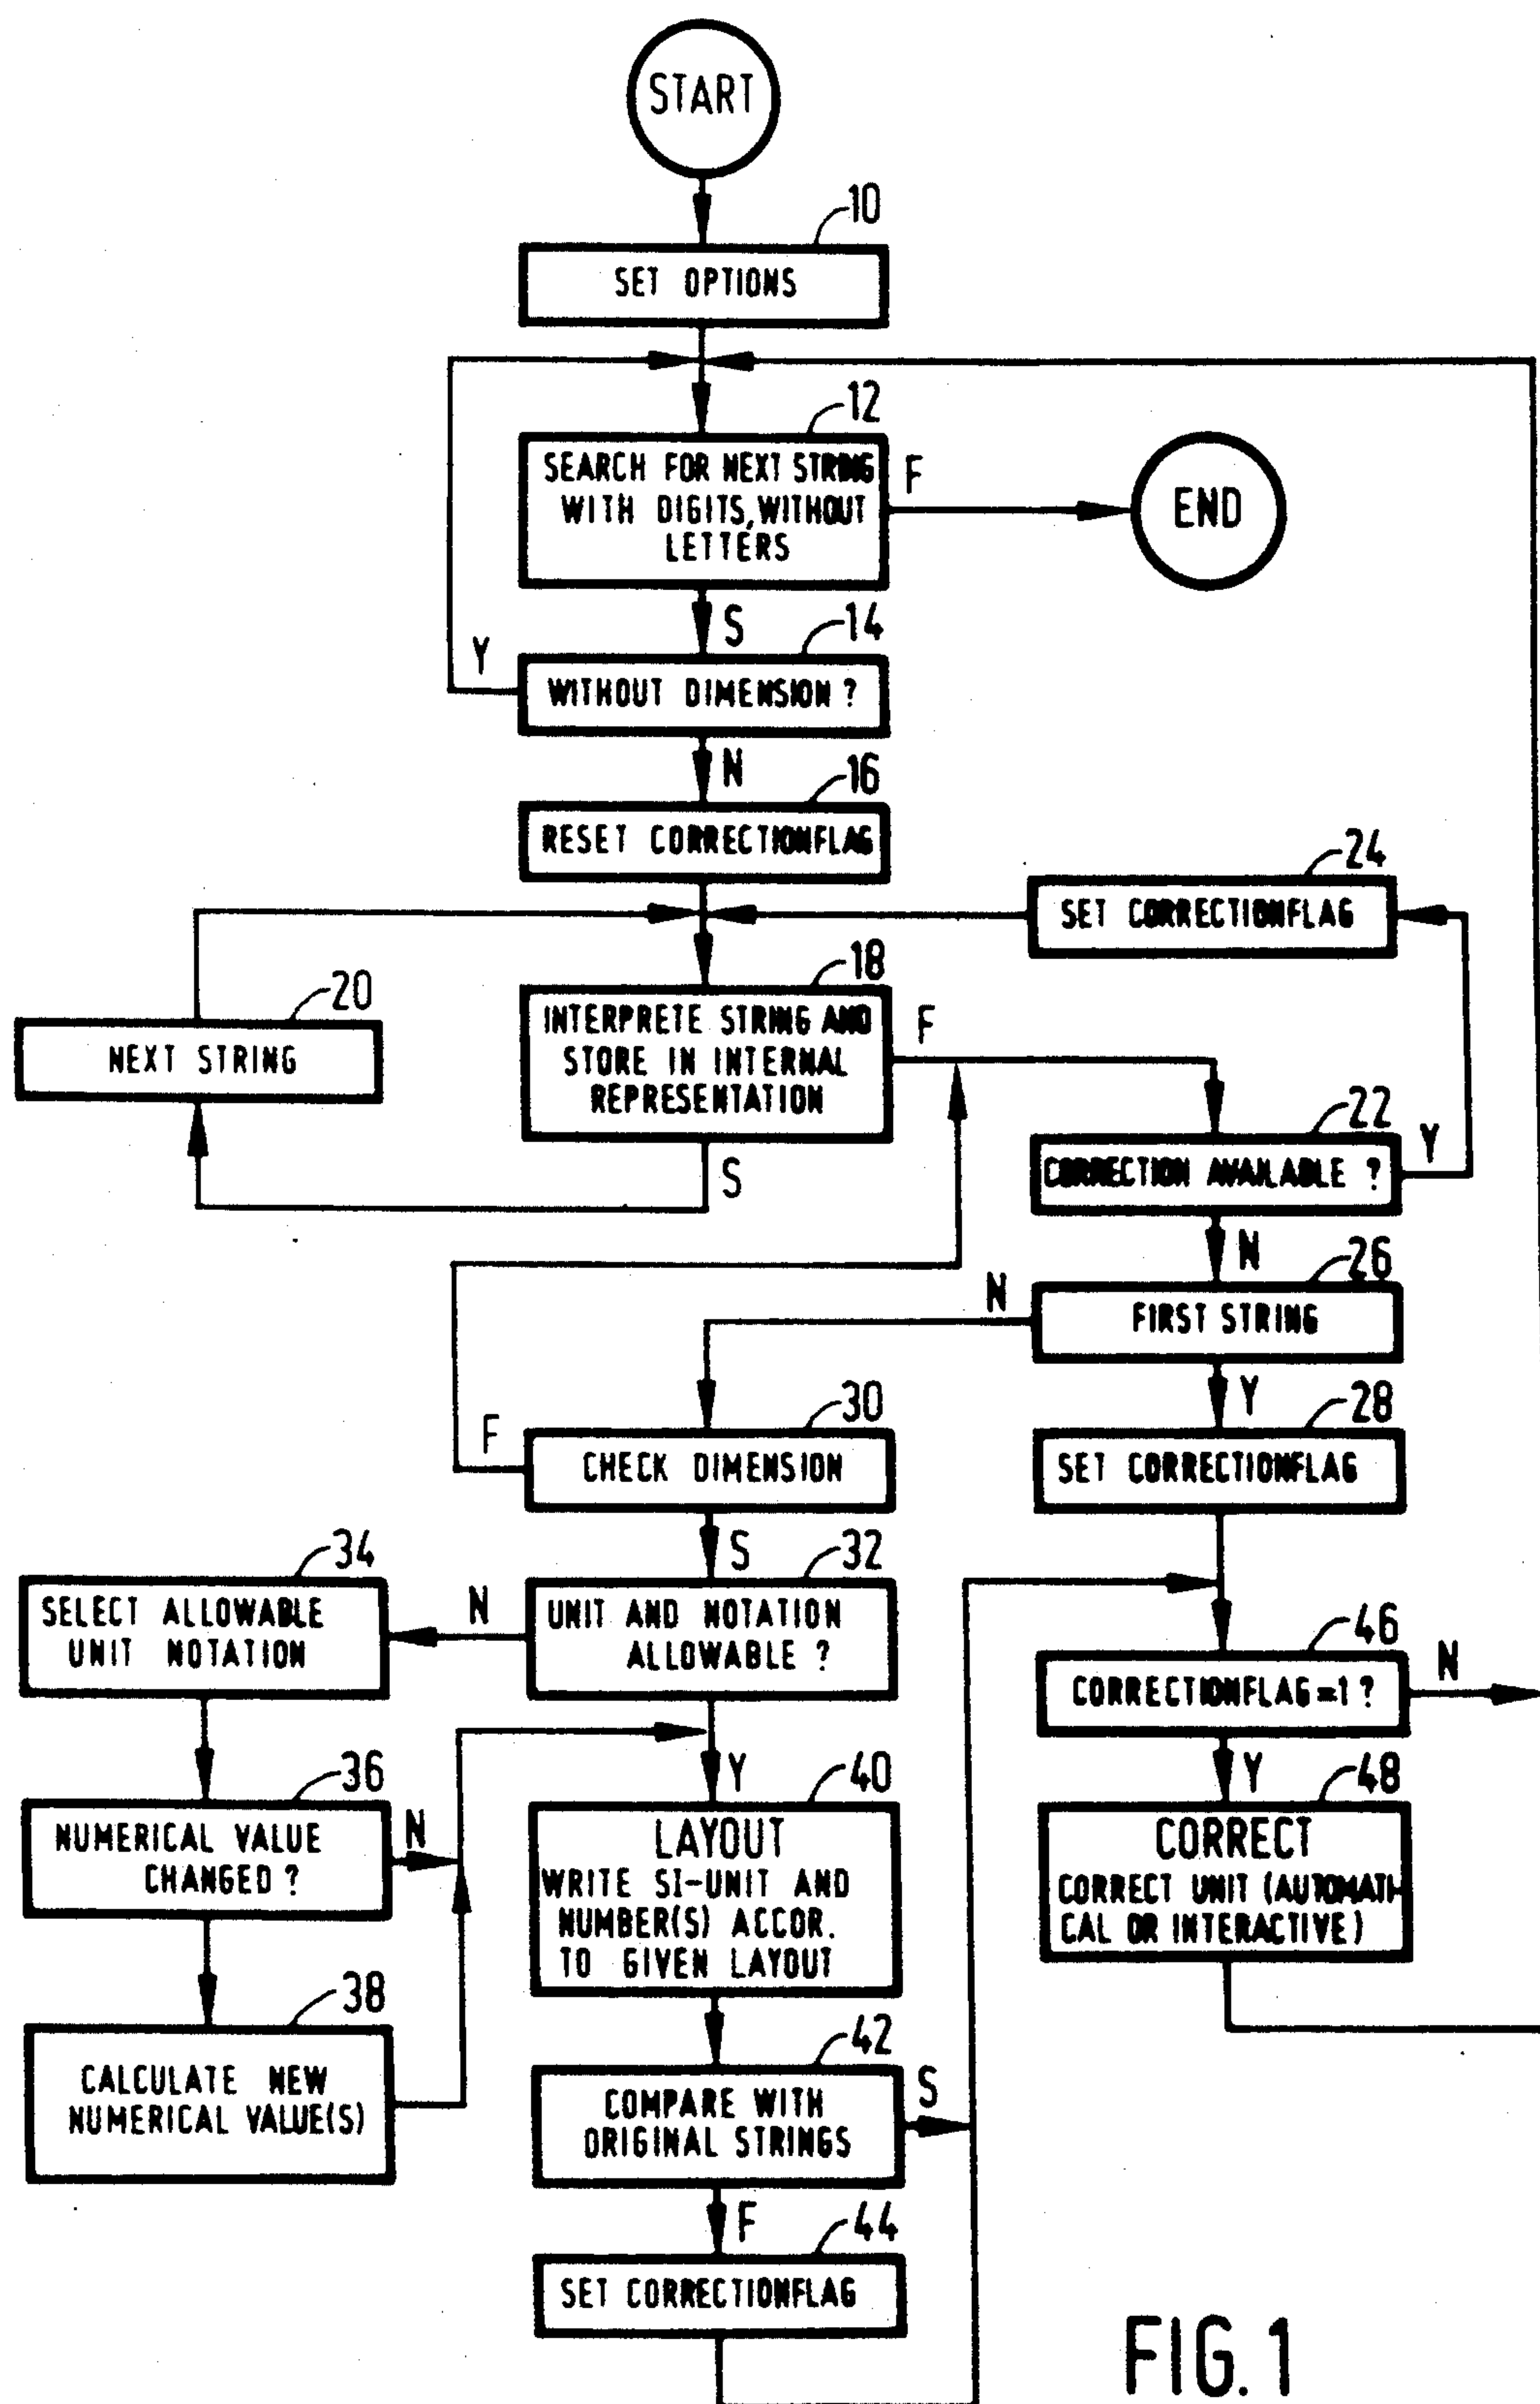 START
10
SET OPTIONS
12
SEARCH FOR NEXT STRING
WITH DIGITS, WITHOUT
LETTERS
F
END
S
14
Y
WITHOUT DIMENSION ?
N
16
RESET CORRECTIONFLAG
24
SET CORRECTIONFLAG
18
INTERPRETE STRING AND
STORE IN INTERNAL
REPRESENTATION
F
20
NEXT STRING
S
22
CORRECTION AVAILABLE ?
Y
N
26
FIRST STRING
N
Y
28
SET CORRECTIONFLAG
30
F
CHECK DIMENSION
S
32
UNIT AND NOTATION
ALLOWABLE ?
N
34
SELECT ALLOWABLE
UNIT NOTATION
46
CORRECTIONFLAG=1 ?
N
Y
36
NUMERICAL VALUE
CHANGED ?
N
Y
40
LAYOUT
WRITE SI-UNIT AND
NUMBER(S) ACCOR.
TO GIVEN LAYOUT
48
CORRECT
CORRECT UNIT (AUTOMATI-
CAL OR INTERACTIVE)
38
CALCULATE NEW
NUMERICAL VALUE(S)
42
COMPARE WITH
ORIGINAL STRINGS
S
F
44
SET CORRECTIONFLAG
FIG. 1